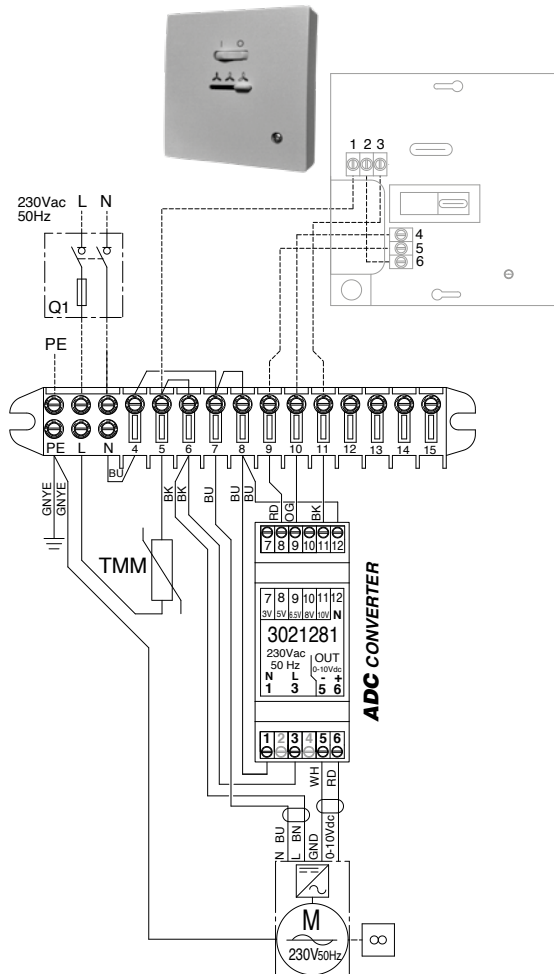 I O
1 2 3
4
5
6
230Vac
50Hz
L N
Q1
PE
PE L N 4 5 6 7 8 9 10 11 12 13 14 15
BU
GNYE
GNYE
BK
BK
BU
BU
BU
RD
OG
BK
TMM
7 8 9 10 11 12
7 8 9 10 11 12
3V 5V 6.5V 8V 10V N
3021281
230Vac
50 Hz
OUT
0-10Vdc
N L - +
1 3 5 6
1 2 3 4 5 6
ADC CONVERTER
WH
RD
N BU
L BN
GND
0-10Vdc
M
230V50Hz
8